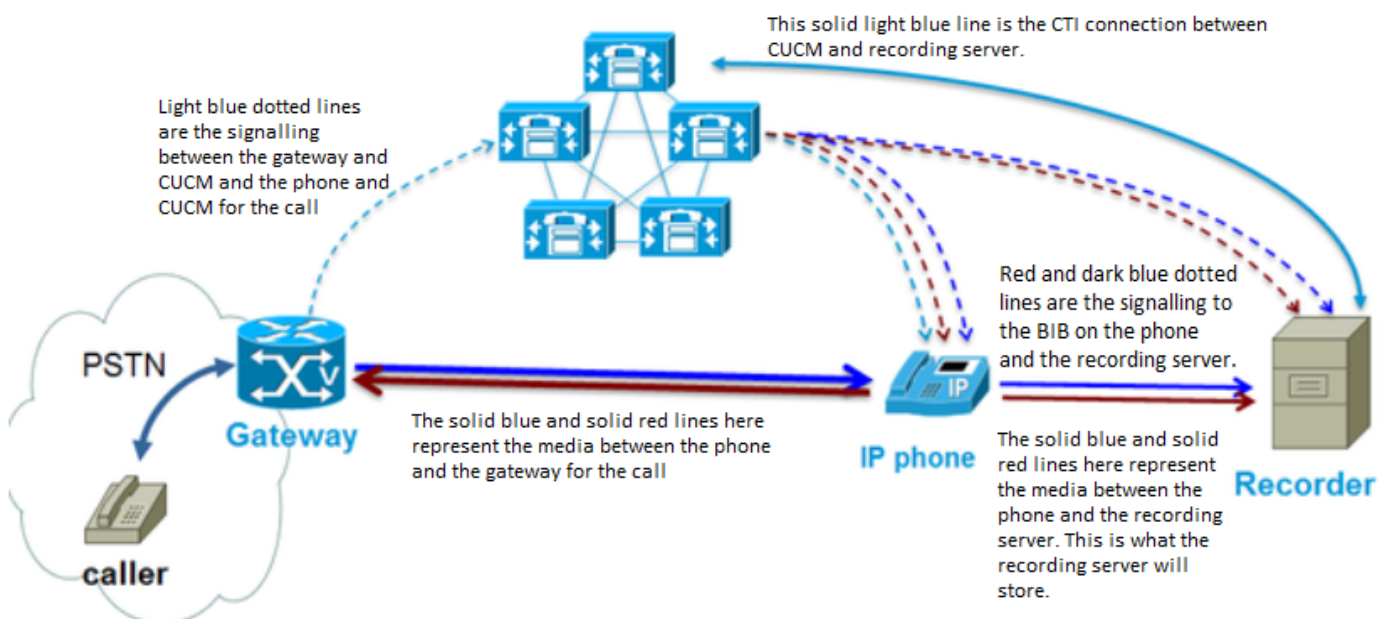 This solid light blue line is the CTI connection between
CUCM and recording server.
Light blue dotted lines
are the signalling
between the gateway and
CUCM and the phone and
CUCM for the call
Red and dark blue dotted
lines are the signalling to
the BIB on the phone
and the recording server.
PSTN
V
IP
Gateway
The solid blue and solid red lines here
represent the media between the phone
and the gateway for the call
IP phone
The solid blue and solid
red lines here represent
the media between the
phone and the recording
server. This is what the
recording server will
store.
Recorder
caller